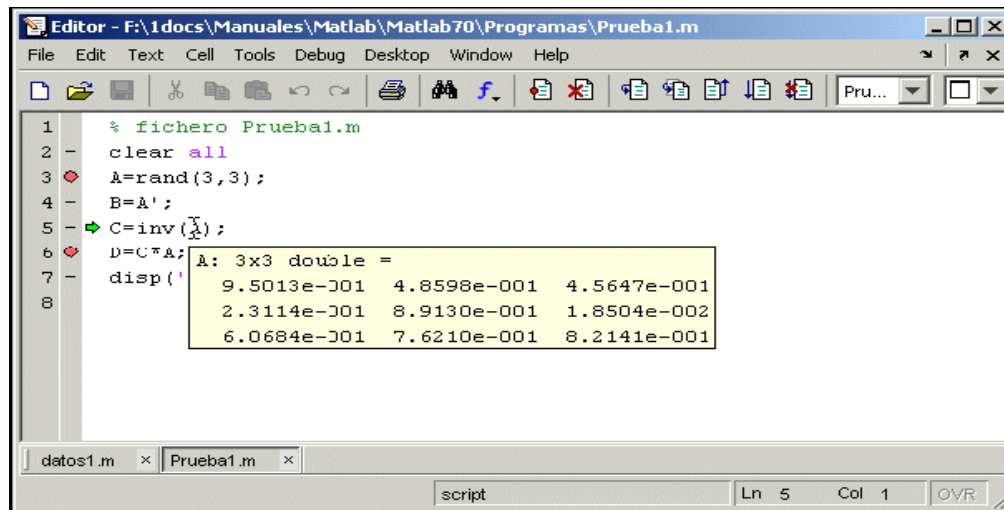 Editor - F:\1docs\Manuales\Matlab\Matlab70\Programas\Prueba1.m
File Edit Text Cell Tools Debug Desktop Window Help
Pru...
1 % fichero Prueba1.m
2 - clear all
3 A=rand(3,3);
4 - B=A';
5 - C=inv(A);
6 D=C*A;
7 - disp('
8
A: 3x3 double =
9.5013e-001 4.8598e-001 4.5647e-001
2.3114e-001 8.9130e-001 1.8504e-002
6.0684e-001 7.6210e-001 8.2141e-001
datos1.m × Prueba1.m ×
script Ln 5 Col 1 OVR